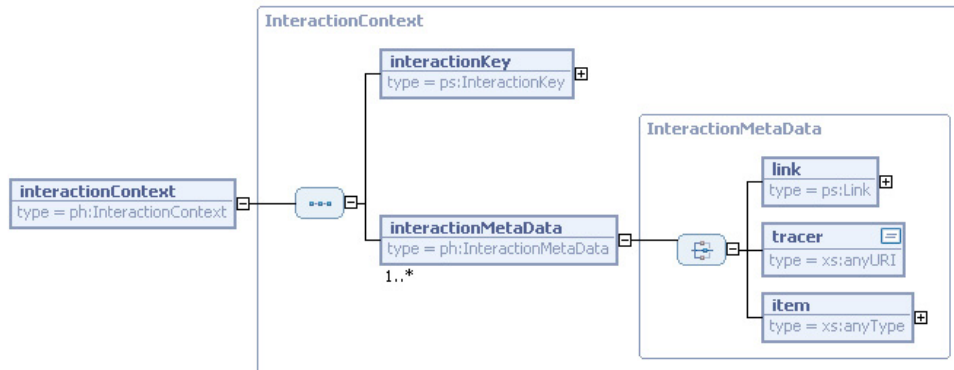 InteractionContext
interactionKey
type = ps:InteractionKey
InteractionMetaData
link
type = ps:Link
interactionContext
type = ph:InteractionContext
interactionMetaData
type = ph:InteractionMetaData
1..*
tracer
type = xs:anyURI
item
type = xs:anyType